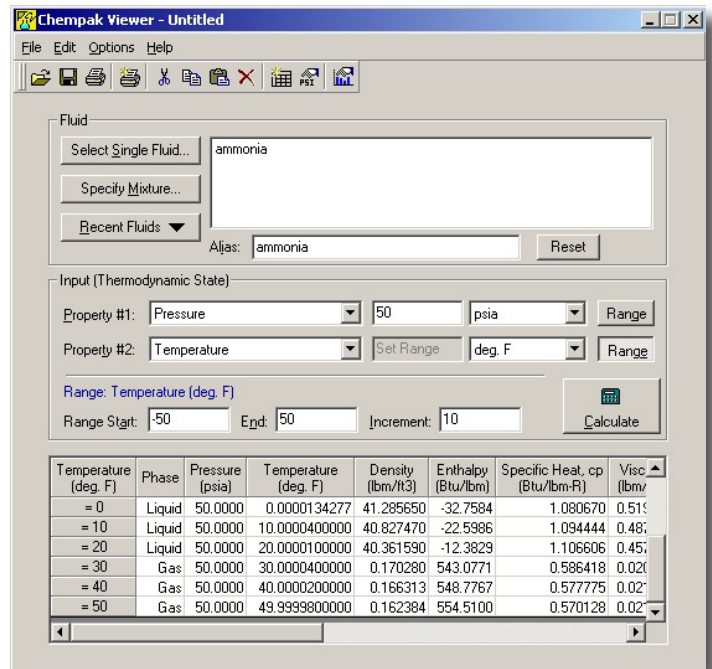 Chempak Viewer - Untitled
File Edit Options Help
PSI
Fluid
Select Single Fluid...
ammonia
Specify Mixture...
Recent Fluids
Alias: ammonia Reset
Input (Thermodynamic State)
Property #1: Pressure 50 psia Range
Property #2: Temperature Set Range deg. F Range
Range: Temperature (deg. F)
Range Start: -50 End: 50 Increment: 10 Calculate
Temperature Phase Pressure Temperature Density Enthalpy Specific Heat, cp
(deg. F) (psia) (deg. F) (lbm/ft3) (Btu/lbm) (Btu/lbm-R)
= 0 Liquid 50.0000 0.0000134277 41.285650 -32.7584 1.080670
= 10 Liquid 50.0000 10.0000400000 40.827470 -22.5986 1.094444
= 20 Liquid 50.0000 20.0000100000 40.361590 -12.3829 1.106606
= 30 Gas 50.0000 30.0000400000 0.170280 543.0771 0.586418
= 40 Gas 50.0000 40.0000200000 0.166313 548.7767 0.577775
= 50 Gas 50.0000 49.9999800000 0.162384 554.5100 0.570128